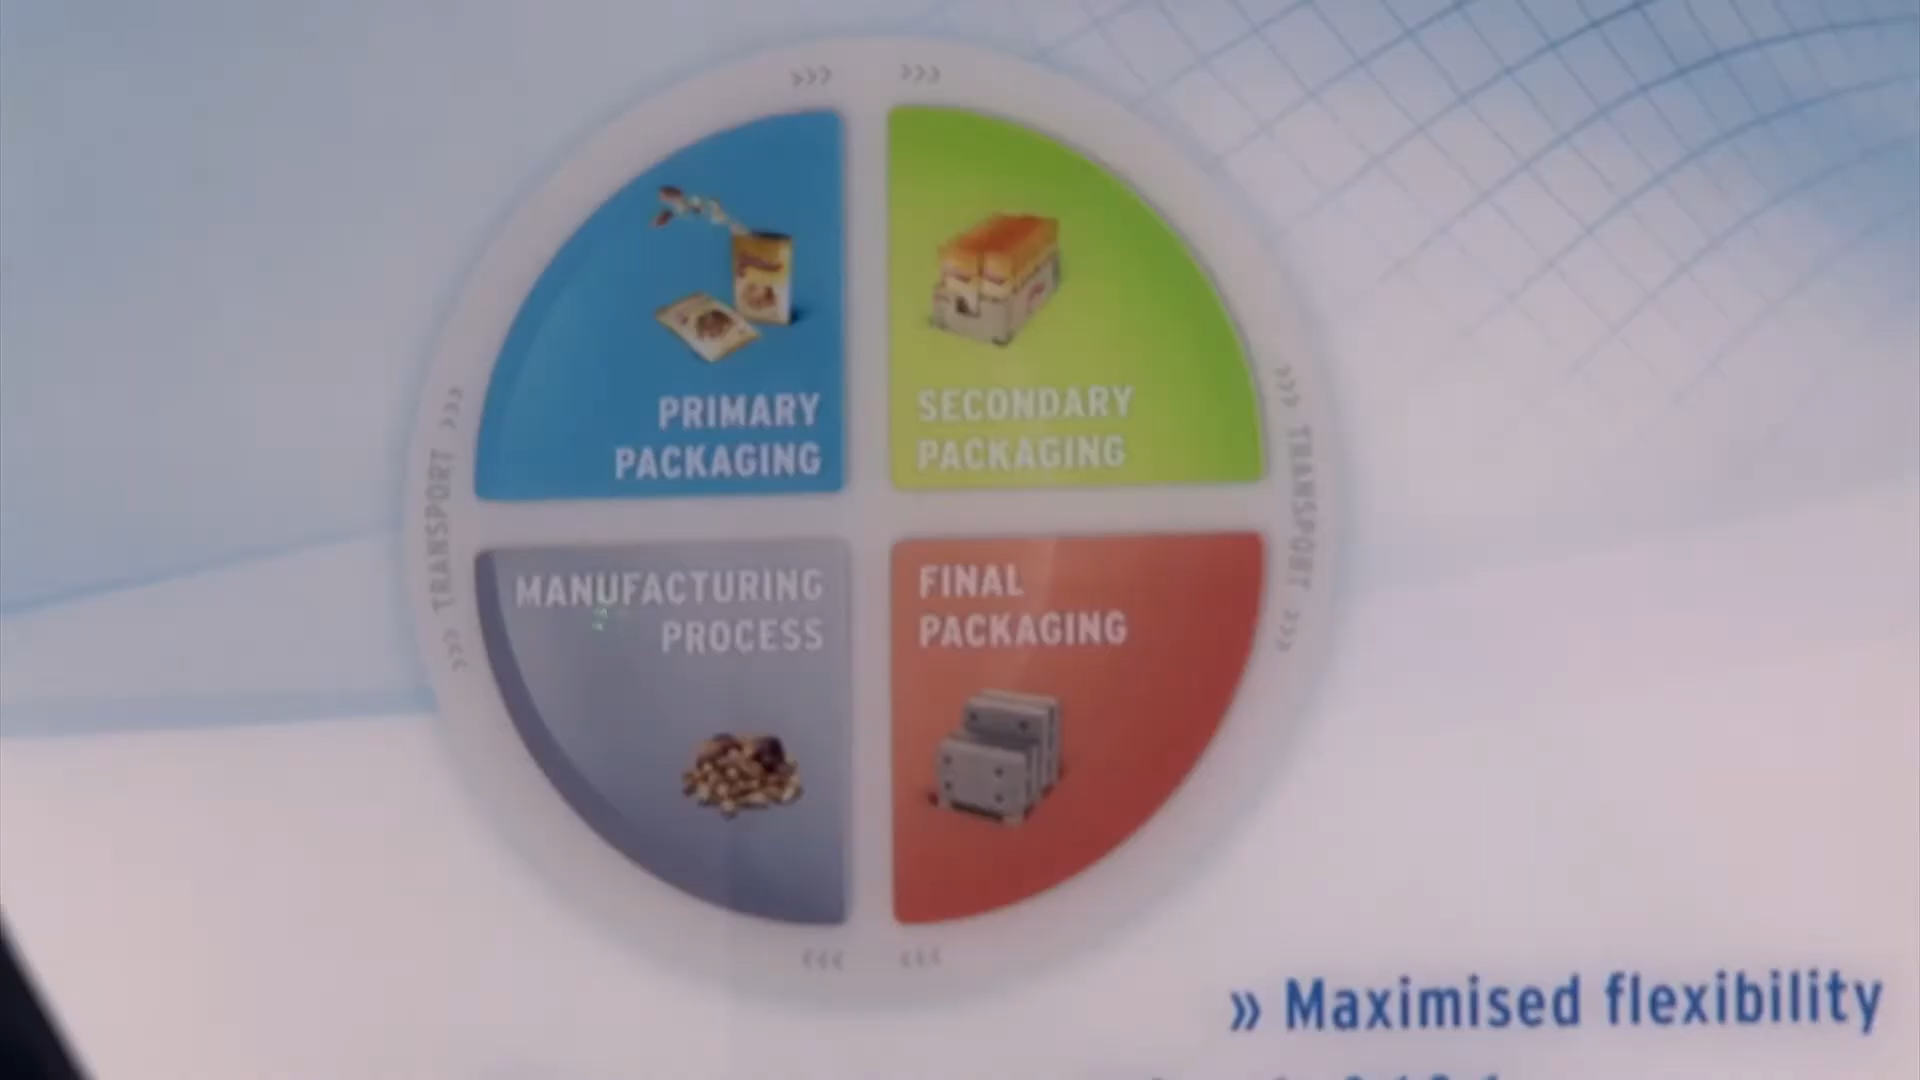 PRIMARY
PACKAGING
SECONDARY
PACKAGING
TRANSPORT
TRANSPORT
MANUFACTURING
PROCESS
FINAL
PACKAGING
» Maximised flexibility